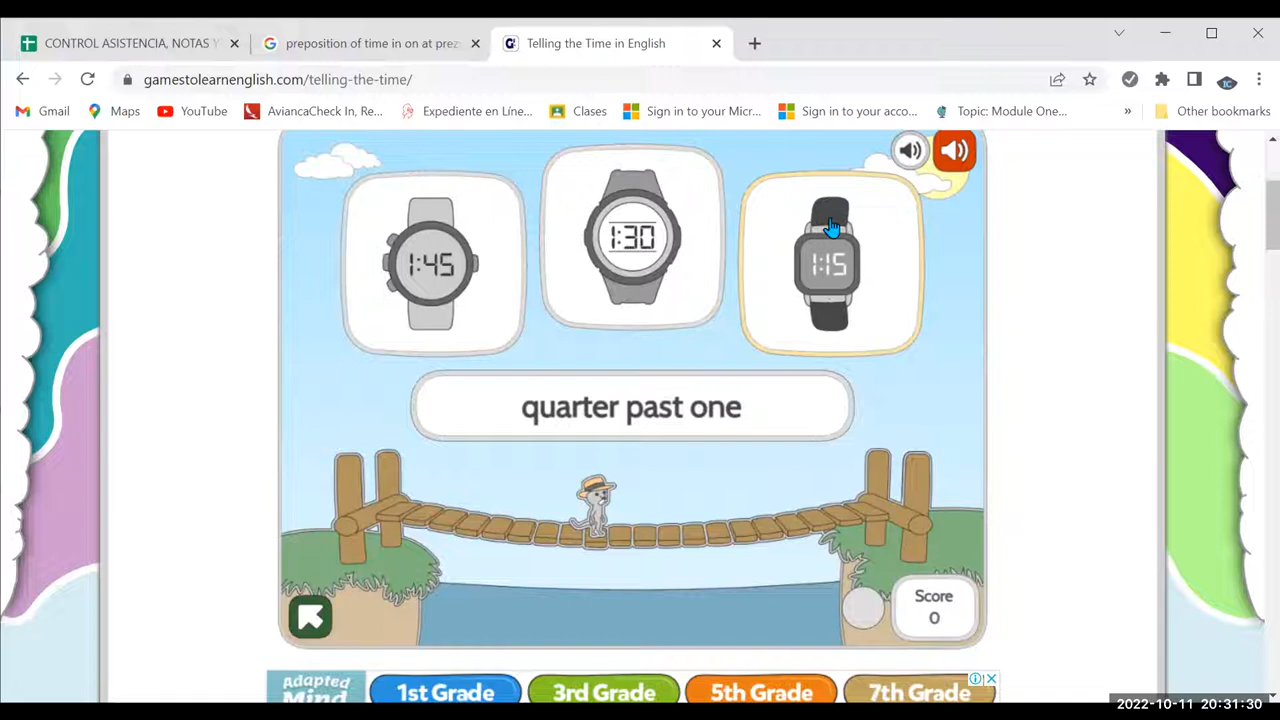 CONTROL ASISTENCIA, NOTAS Y
preposition of time in on at prez
Telling the Time in English
gamestolearnenglish.com/telling-the-time/
IC
Gmail
Maps
YouTube
AviancaCheck In, Re...
Expediente en Líne...
Clases
Sign in to your Micr...
Sign in to your acco...
Topic: Module One...
»
Other bookmarks
1:45
1:30
1:15
quarter past one
Score
0
Adapted
Mind
1st Grade
3rd Grade
5th Grade
7th Grade
2022-10-11 20:31:30